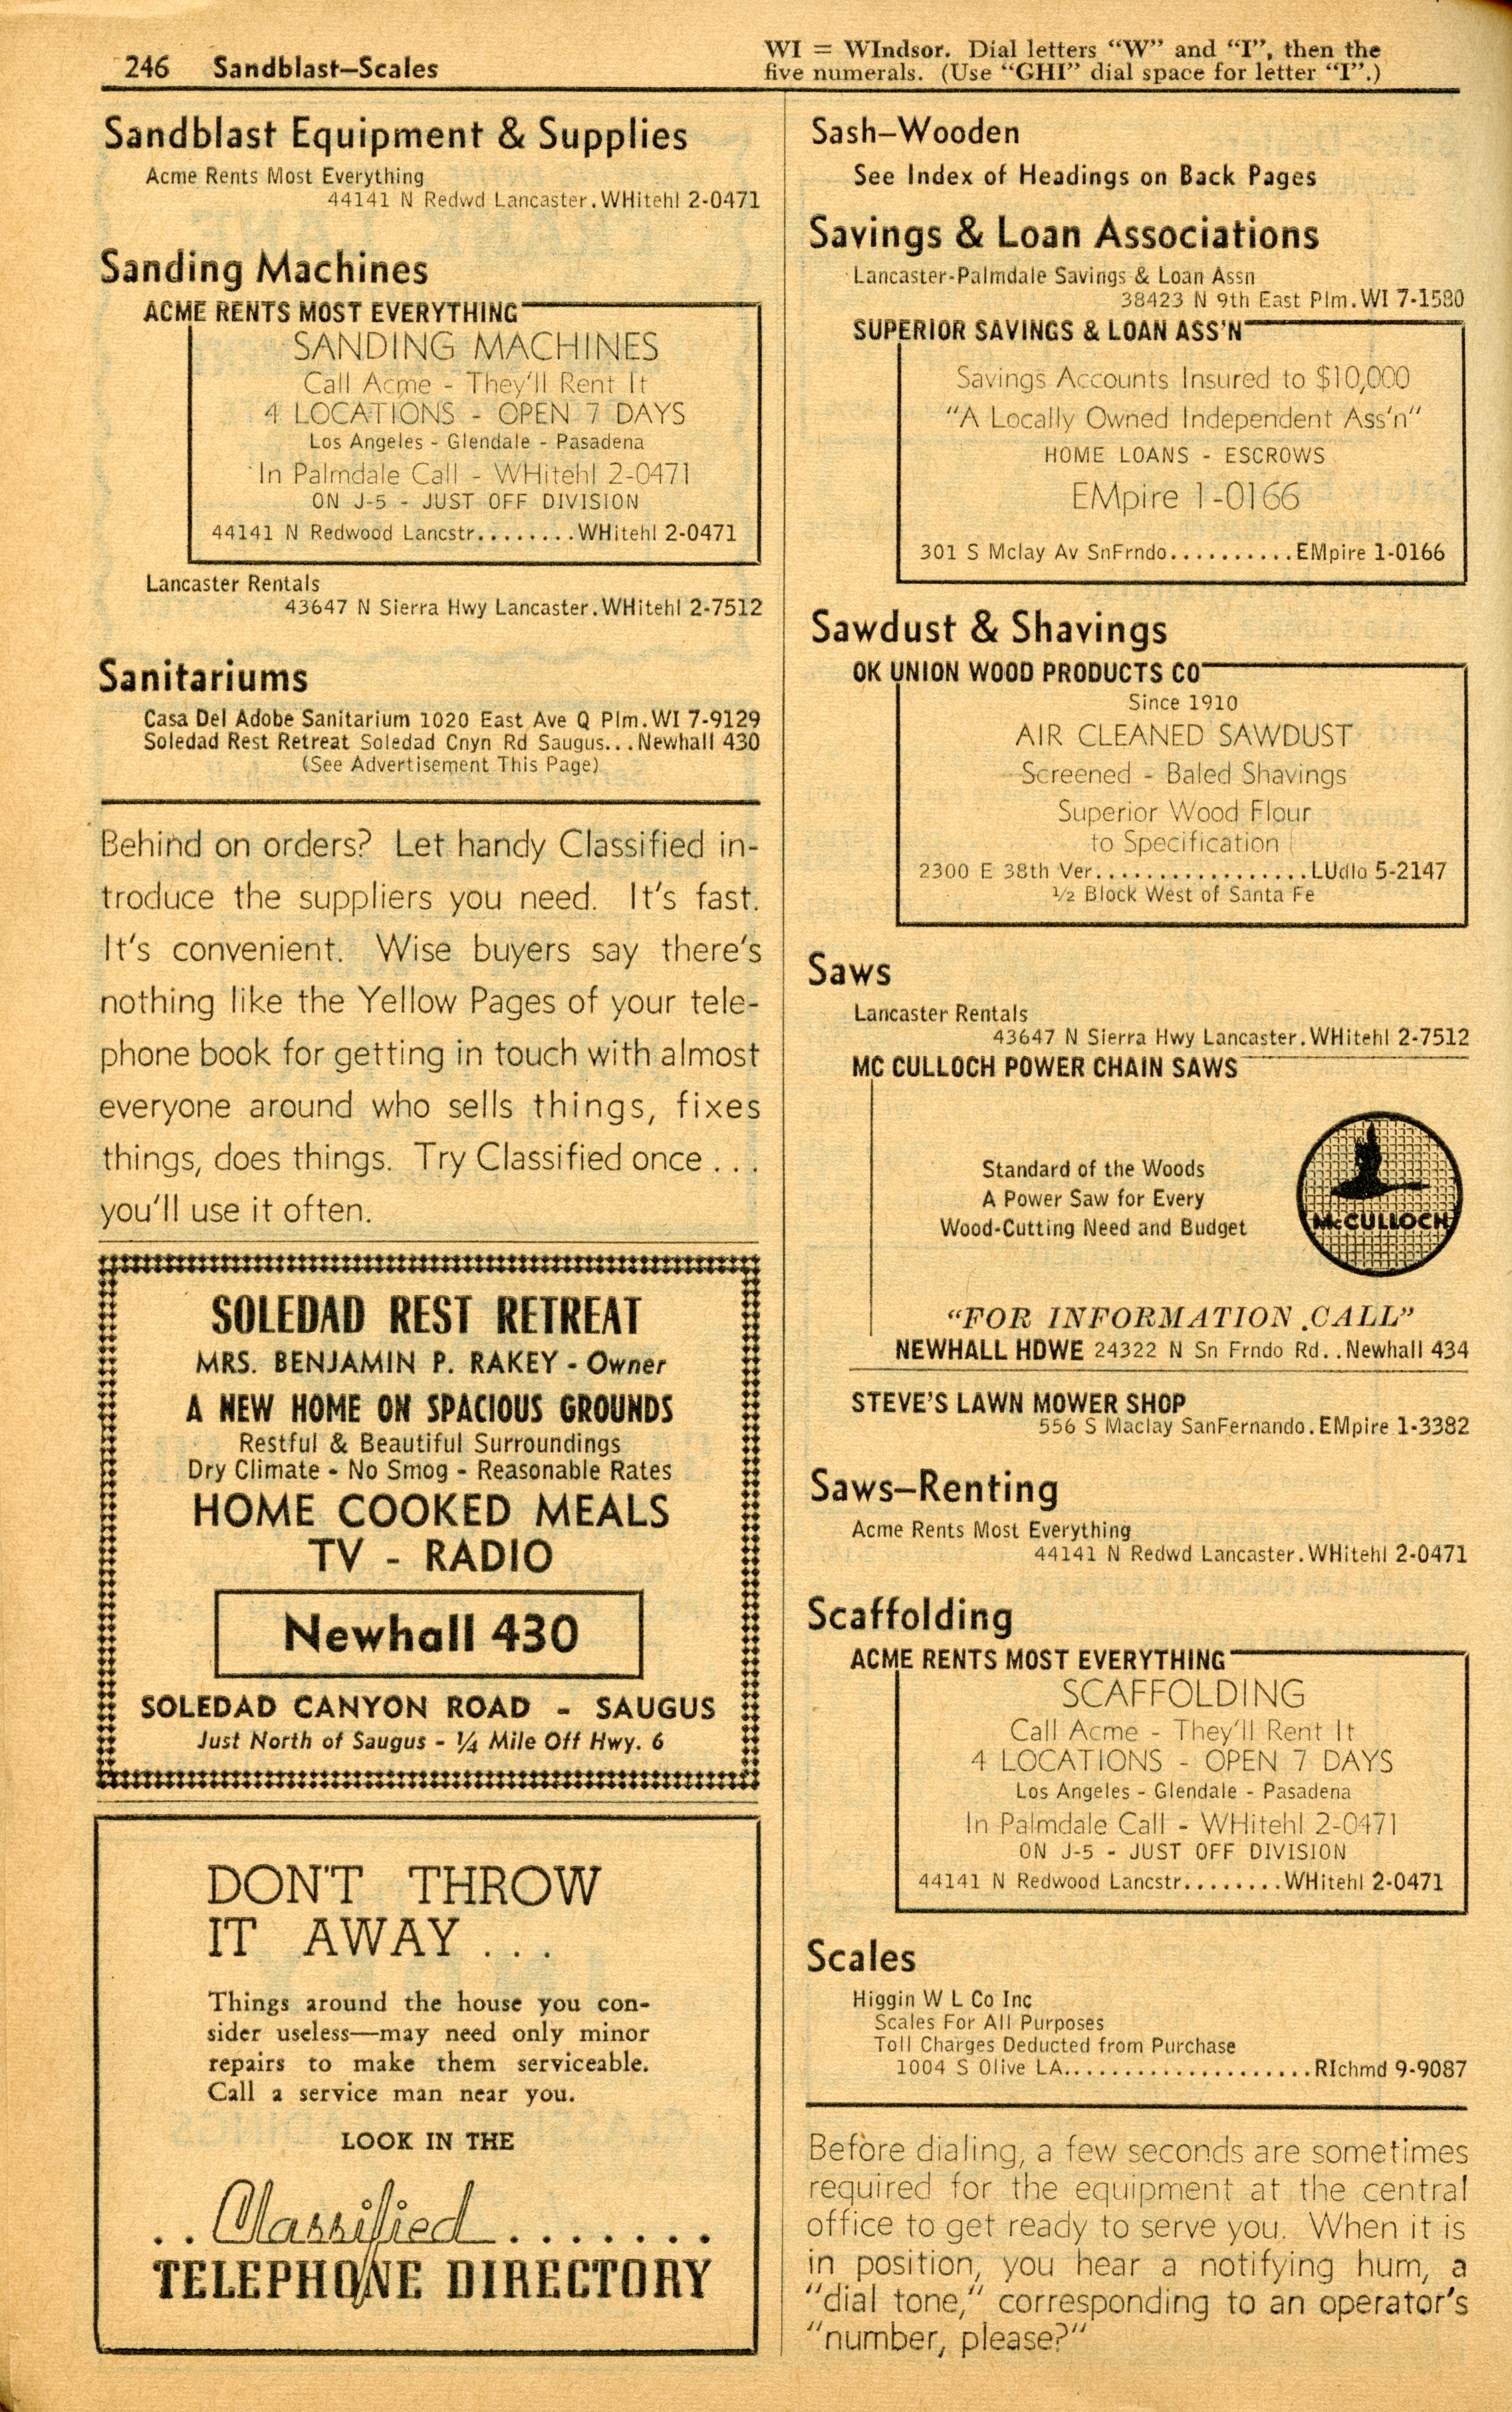 246 Sandblast—Scales
WI = WIndsor. Dial letters “W” and “I”, then the
five numerals. (Use “GHI” dial space for letter “I”.)
Sandblast Equipment & Supplies
Acme Rents Most Everything
44141 N Redwd Lancaster.WHitehl 2-0471
Sanding Machines
ACME RENTS MOST EVERYTHING
SANDING MACHINES
Call Acme - They'll Rent It
4 LOCATIONS - OPEN 7 DAYS
Los Angeles - Glendale - Pasadena
In Palmdale Call - WHitehl 2-0471
ON J-5 - JUST OFF DIVISION
44141 N Redwood Lancstr........WHitehl 2-0471
Lancaster Rentals
43647 N Sierra Hwy Lancaster.WHitehl 2-7512
Sanitariums
Casa Del Adobe Sanitarium 1020 East Ave Q Plm.WI 7-9129
Soledad Rest Retreat Soledad Cnyn Rd Saugus...Newhall 430
(See Advertisement This Page)
Behind on orders? Let handy Classified in-
troduce the suppliers you need. It's fast.
It's convenient. Wise buyers say there's
nothing like the Yellow Pages of your tele-
phone book for getting in touch with almost
everyone around who sells things, fixes
things, does things. Try Classified once . . .
you'll use it often.
SOLEDAD REST RETREAT
MRS. BENJAMIN P. RAKEY - Owner
A NEW HOME ON SPACIOUS GROUNDS
Restful & Beautiful Surroundings
Dry Climate - No Smog - Reasonable Rates
HOME COOKED MEALS
TV - RADIO
Newhall 430
SOLEDAD CANYON ROAD - SAUGUS
Just North of Saugus - ¼ Mile Off Hwy. 6
DON'T THROW
IT AWAY . . .
Things around the house you con-
sider useless—may need only minor
repairs to make them serviceable.
Call a service man near you.
LOOK IN THE
. . Classified . . . . . . .
TELEPHONE DIRECTORY
Sash—Wooden
See Index of Headings on Back Pages
Savings & Loan Associations
Lancaster-Palmdale Savings & Loan Assn
38423 N 9th East Plm.WI 7-1580
SUPERIOR SAVINGS & LOAN ASS'N
Savings Accounts Insured to $10,000
"A Locally Owned Independent Ass'n"
HOME LOANS - ESCROWS
EMpire 1-0166
301 S Mclay Av SnFrndo..........EMpire 1-0166
Sawdust & Shavings
OK UNION WOOD PRODUCTS CO
Since 1910
AIR CLEANED SAWDUST
Screened - Baled Shavings
Superior Wood Flour
to Specification
2300 E 38th Ver..................LUdlo 5-2147
½ Block West of Santa Fe
Saws
Lancaster Rentals
43647 N Sierra Hwy Lancaster.WHitehl 2-7512
MC CULLOCH POWER CHAIN SAWS
Standard of the Woods
A Power Saw for Every
Wood-Cutting Need and Budget
McCULLOCH
“FOR INFORMATION CALL”
NEWHALL HDWE 24322 N Sn Frndo Rd..Newhall 434
STEVE'S LAWN MOWER SHOP
556 S Maclay SanFernando.EMpire 1-3382
Saws—Renting
Acme Rents Most Everything
44141 N Redwd Lancaster.WHitehl 2-0471
Scaffolding
ACME RENTS MOST EVERYTHING
SCAFFOLDING
Call Acme - They'll Rent It
4 LOCATIONS - OPEN 7 DAYS
Los Angeles - Glendale - Pasadena
In Palmdale Call - WHitehl 2-0471
ON J-5 - JUST OFF DIVISION
44141 N Redwood Lancstr........WHitehl 2-0471
Scales
Higgin W L Co Inc
Scales For All Purposes
Toll Charges Deducted from Purchase
1004 S Olive LA.....................RIchmd 9-9087
Before dialing, a few seconds are sometimes
required for the equipment at the central
office to get ready to serve you. When it is
in position, you hear a notifying hum, a
"dial tone," corresponding to an operator's
"number, please?"